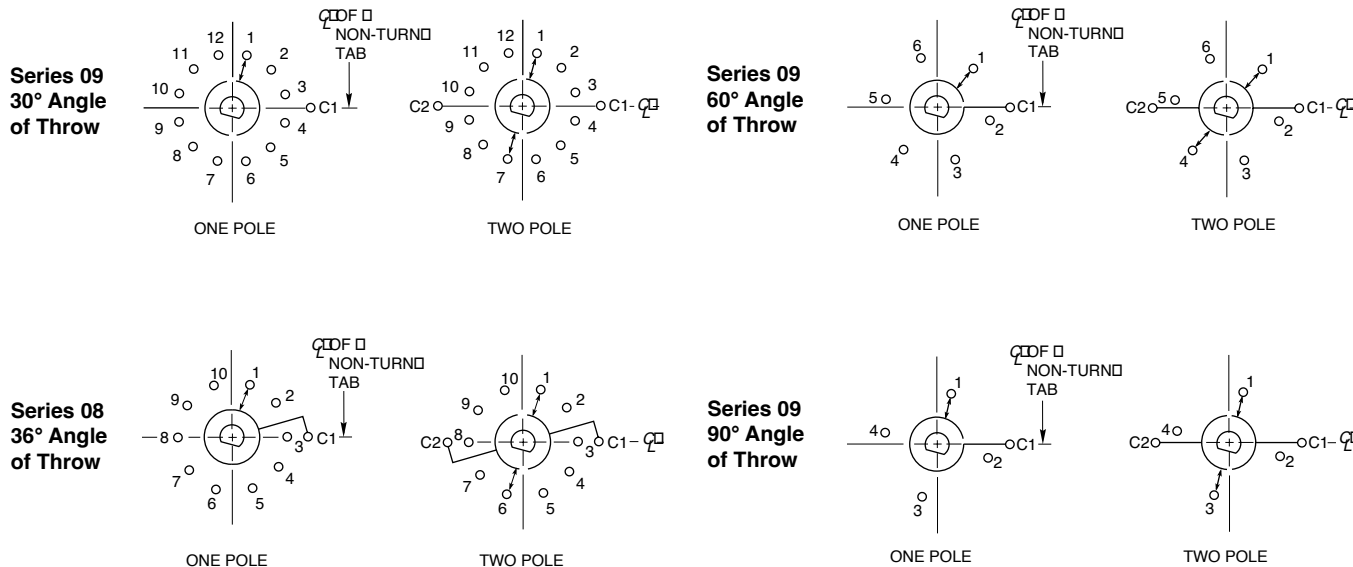 Series 09
30° Angle
of Throw
12
1
11
2
10
3
C1
9
4
8
5
7
6
℄ OF
NON-TURN
TAB
ONE POLE
12
1
11
2
10
3
C2
C1-℄
9
4
8
5
7
6
TWO POLE
Series 09
60° Angle
of Throw
6
1
5
C1
2
4
3
℄ OF
NON-TURN
TAB
ONE POLE
6
1
5
C2
C1-℄
2
4
3
TWO POLE
Series 08
36° Angle
of Throw
10
1
9
2
8
3
C1
7
4
6
5
℄ OF
NON-TURN
TAB
ONE POLE
10
1
9
2
C2
8
3
C1-℄
7
4
6
5
TWO POLE
Series 09
90° Angle
of Throw
1
4
C1
2
3
℄ OF
NON-TURN
TAB
ONE POLE
1
4
C2
C1-℄
2
3
TWO POLE